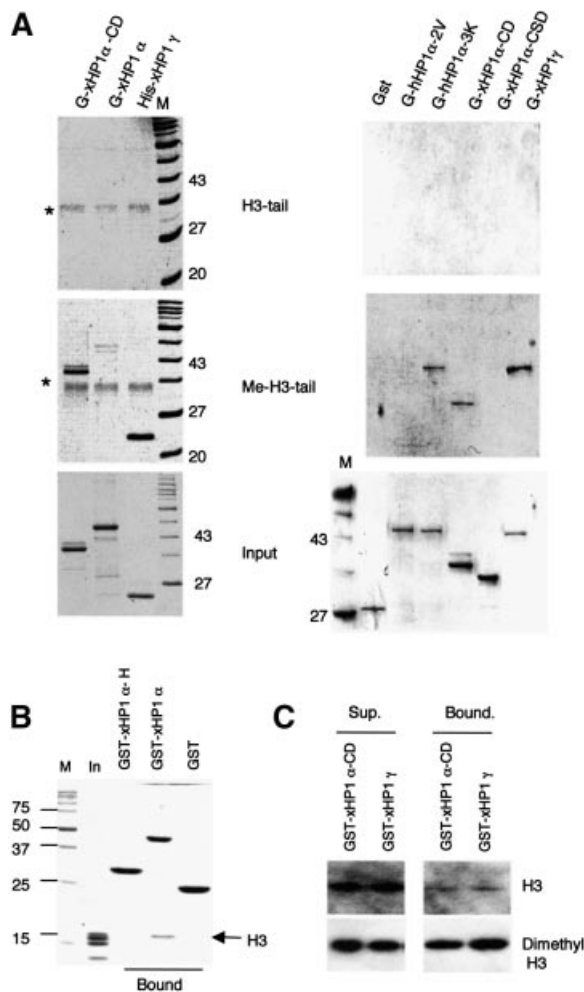 A
G-xHP1α-CD
G-xHP1 α
His-xHP1 γ
M
43
*
27
20
H3-tail
43
*
27
20
Me-H3-tail
43
27
Input
Gst
G-hHP1α-2V
G-hHP1α-3K
G-xHP1α-CD
G-xHP1α-CSD
G-xHP1γ
M
43
27
B
M
In
GST-xHP1 α- H
GST-xHP1 α
GST
75
50
37
25
15
H3
Bound
C
Sup.
Bound.
GST-xHP1 α-CD
GST-xHP1 γ
GST-xHP1 α-CD
GST-xHP1 γ
H3
Dimethyl
H3